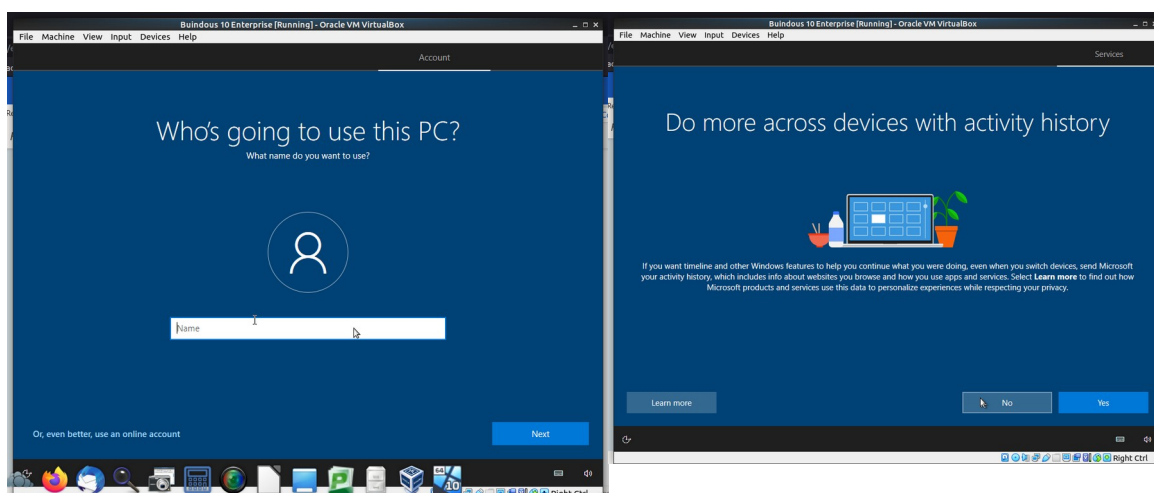 Buindous 10 Enterprise [Running] - Oracle VM VirtualBox
File Machine View Input Devices Help
Account
Who's going to use this PC?
What name do you want to use?
Name
Or, even better, use an online account
Next
64
10
Buindous 10 Enterprise [Running] - Oracle VM VirtualBox
File Machine View Input Devices Help
Services
Do more across devices with activity history
If you want timeline and other Windows features to help you continue what you were doing, even when you switch devices, send Microsoft
your activity history, which includes info about websites you browse and how you use apps and services. Select Learn more to find out how
Microsoft products and services use this data to personalize experiences while respecting your privacy.
Learn more
No
Yes
Right Ctrl